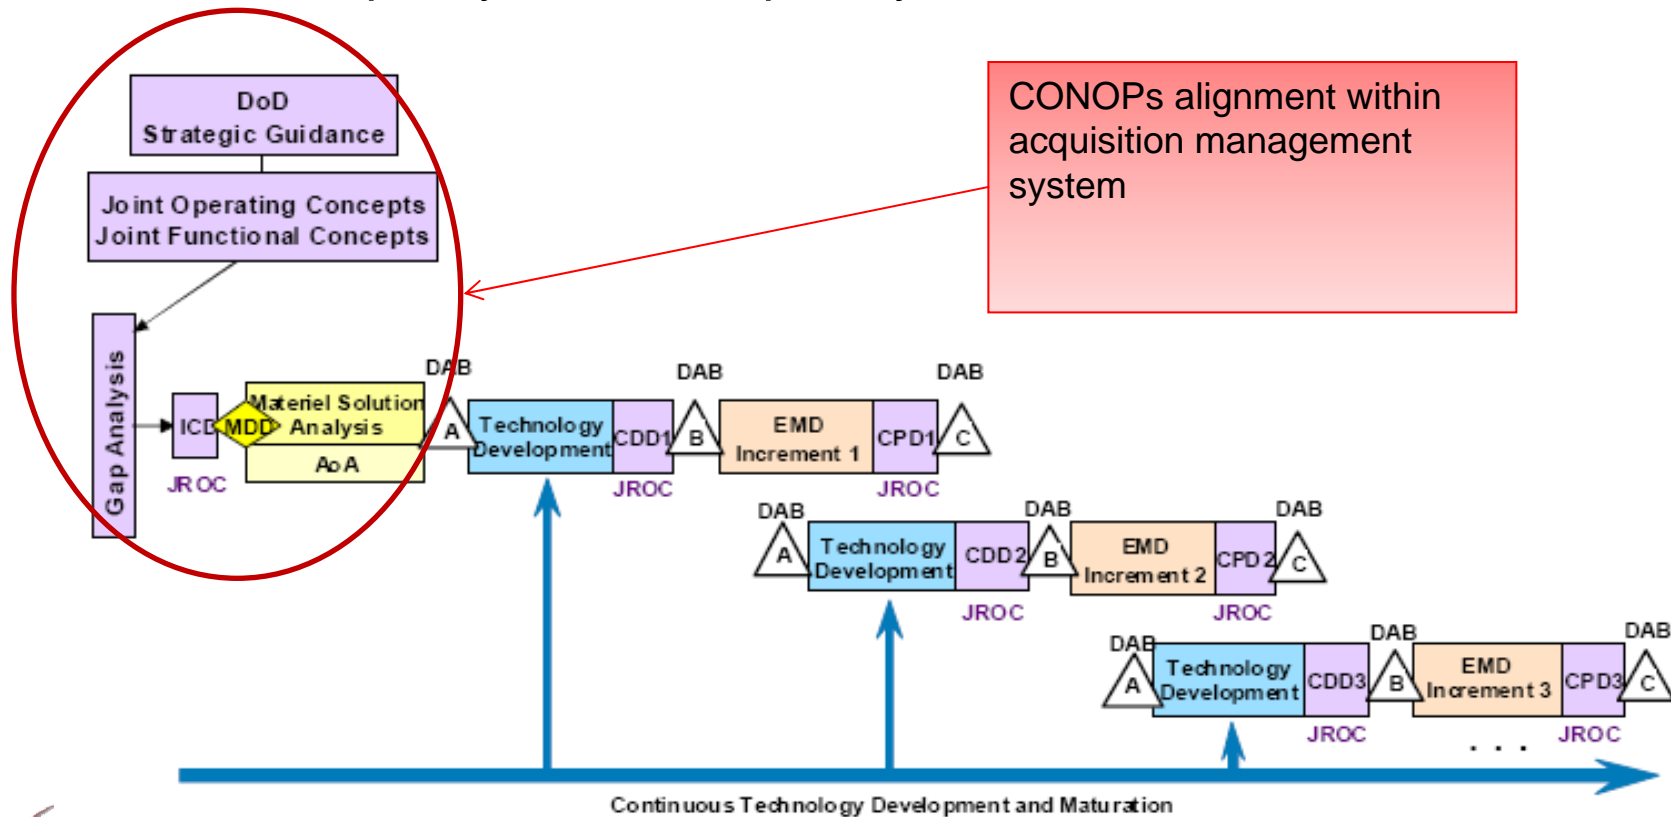 CONOPs alignment within
acquisition management
system
DoD
Strategic Guidance
Joint Operating Concepts
Joint Functional Concepts
Gap Analysis
ICD
JROC
MDD
Materiel Solution
Analysis
AoA
DAB
A
Technology
Development
CDD1
JROC
DAB
B
EMD
Increment 1
CPD1
JROC
DAB
C
DAB
A
Technology
Development
CDD2
JROC
DAB
B
EMD
Increment 2
CPD2
JROC
DAB
C
DAB
A
Technology
Development
CDD3
JROC
DAB
B
EMD
Increment 3
CPD3
JROC
DAB
C
. . .
Continuous Technology Development and Maturation